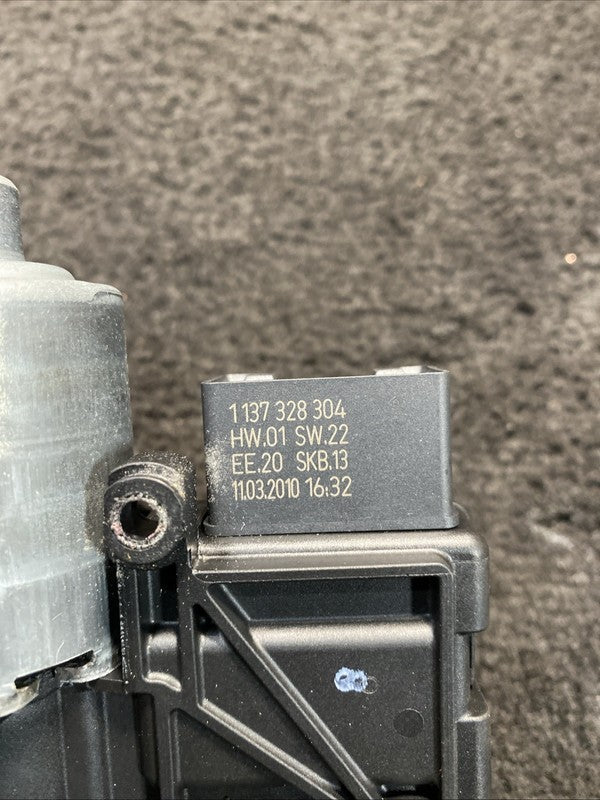 1 137 328 304
HW.01 SW.22
EE.20 SKB.13
11.03.2010 16:32